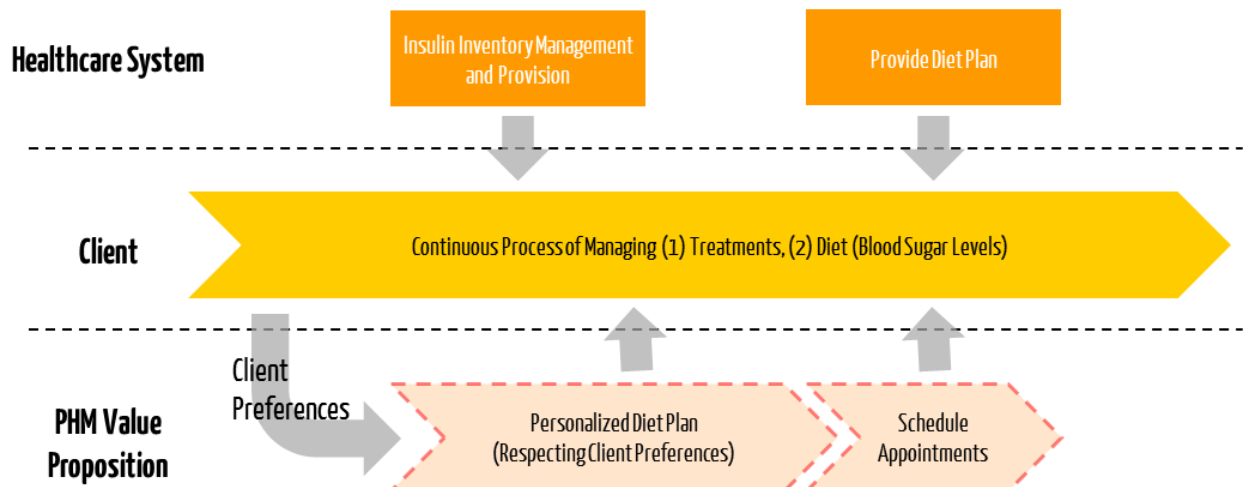 Healthcare System
Insulin Inventory Management
and Provision
Provide Diet Plan
Client
Continuous Process of Managing (1) Treatments, (2) Diet (Blood Sugar Levels)
Client
Preferences
PHM Value
Proposition
Personalized Diet Plan
(Respecting Client Preferences)
Schedule
Appointments